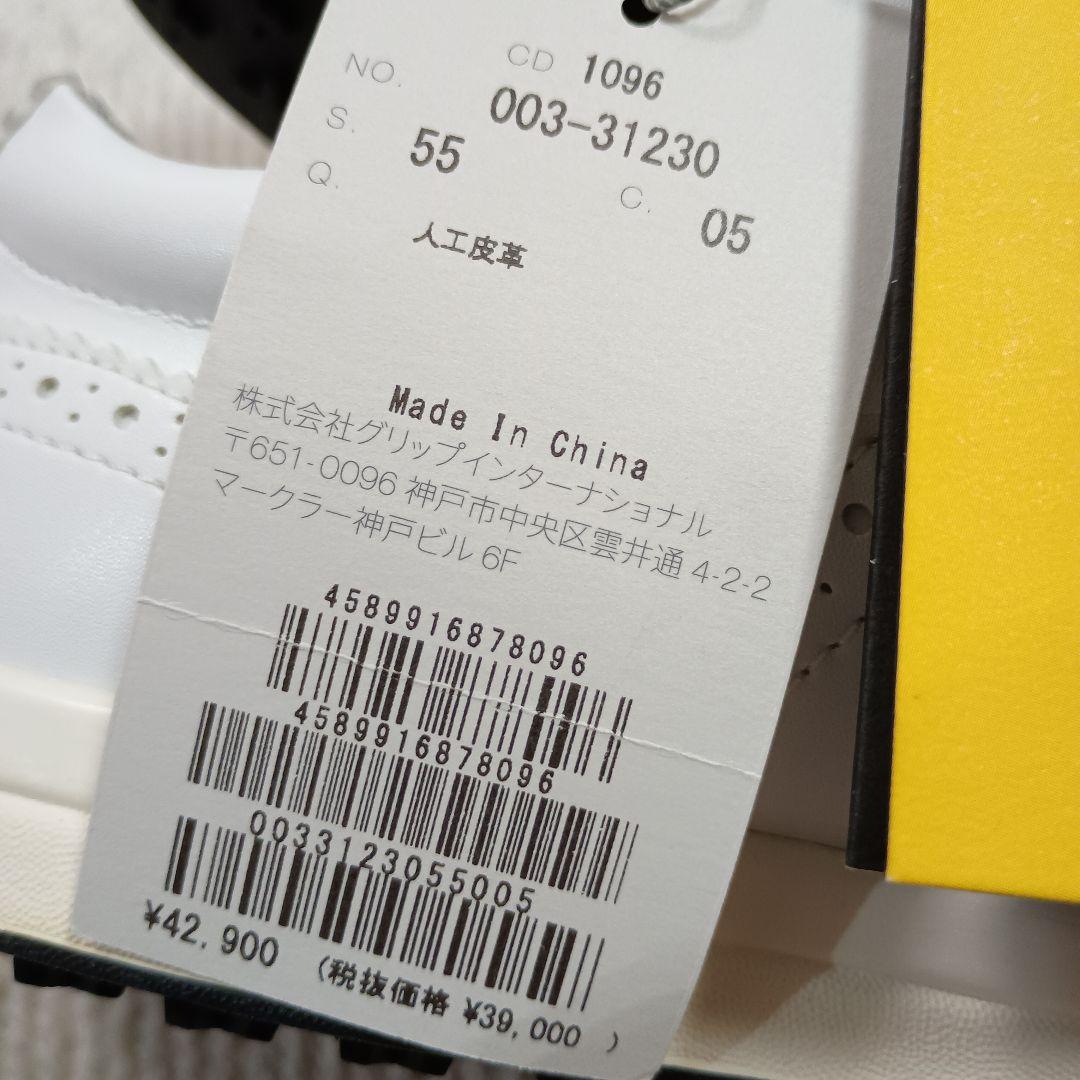 CD 1096
NO. 003-31230
S. 55 C. 05
Q. 人工皮革
Made In China
株式会社グリップインターナショナル
〒651-0096 神戸市中央区雲井通 4-2-2
マークラー神戸ビル 6F
4589916878096
4589916878096
0033123055005
¥42,900 (税抜価格 ¥39,000 )